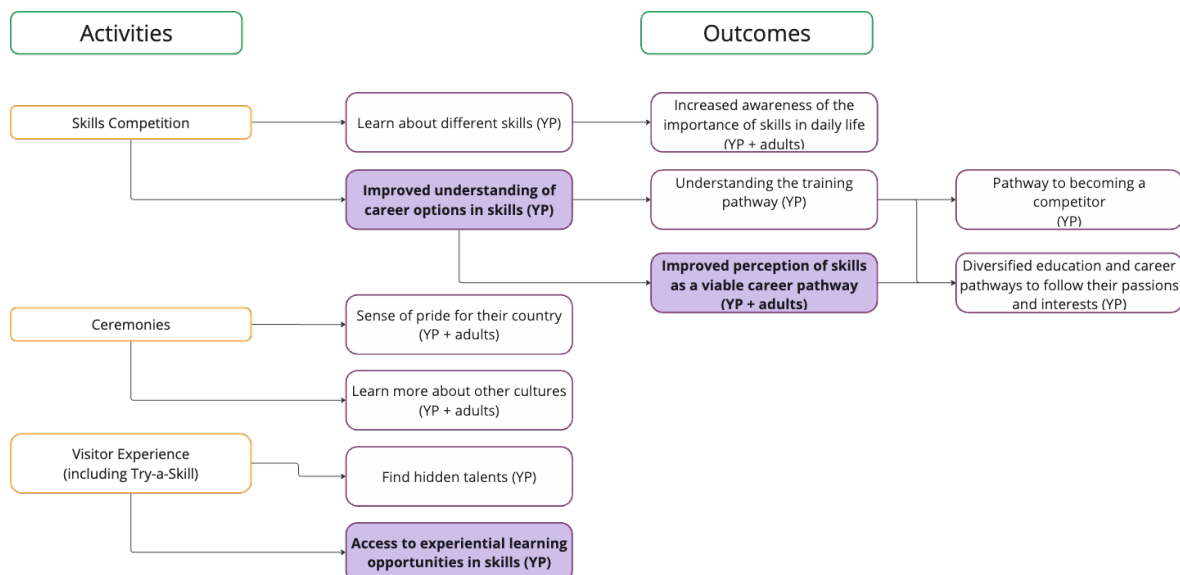 Activities
Outcomes
Skills Competition
Learn about different skills (YP)
Increased awareness of the
importance of skills in daily life
(YP + adults)
Improved understanding of
career options in skills (YP)
Understanding the training
pathway (YP)
Pathway to becoming a
competitor
(YP)
Improved perception of skills
as a viable career pathway
(YP + adults)
Diversified education and career
pathways to follow their passions
and interests (YP)
Ceremonies
Sense of pride for their country
(YP + adults)
Learn more about other cultures
(YP + adults)
Visitor Experience
(including Try-a-Skill)
Find hidden talents (YP)
Access to experiential learning
opportunities in skills (YP)